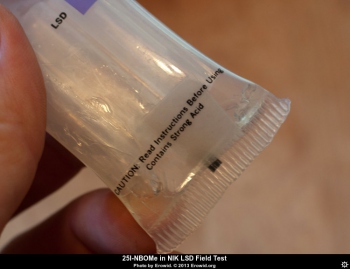 LSD
CAUTION: Read Instructions Before Using
Contains Strong Acid
25I-NBOMe in NIK LSD Field Test
Photo by Erowid. © 2013 Erowid.org